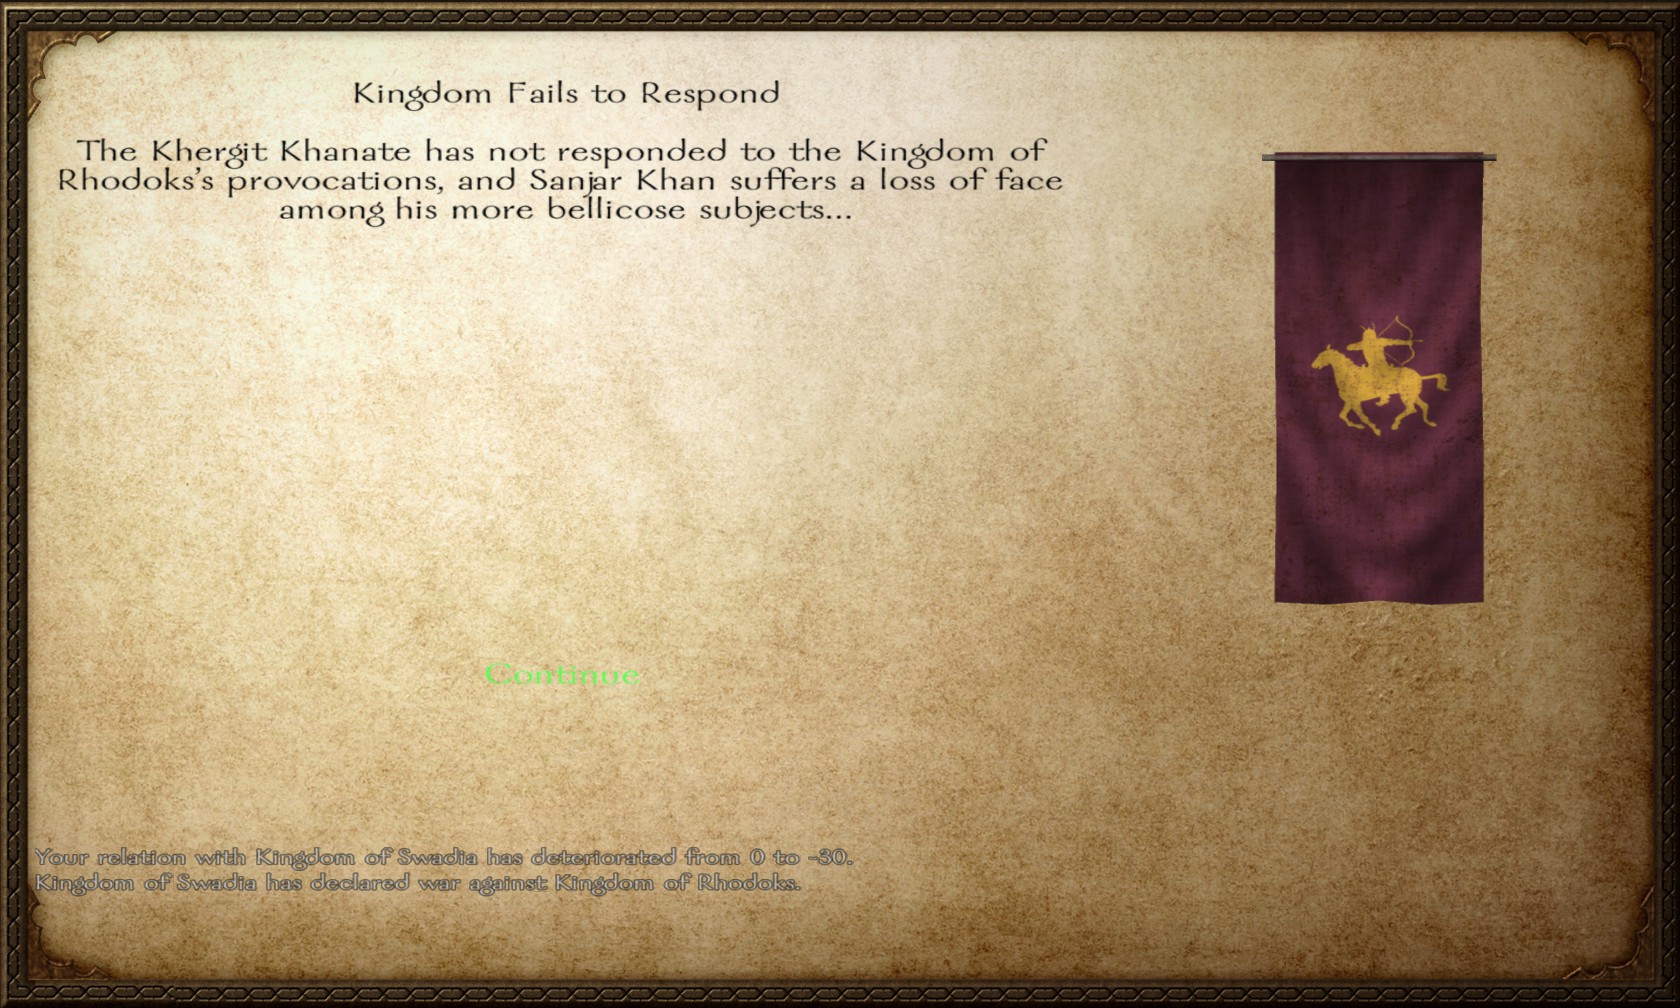 Kingdom Fails to Respond
The Khergit Khanate has not responded to the Kingdom of
Rhodoks's provocations, and Sanjar Khan suffers a loss of face
among his more bellicose subjects...
Continue
Your relation with Kingdom of Swadia has deteriorated from 0 to -30.
Kingdom of Swadia has declared war against Kingdom of Rhodoks.